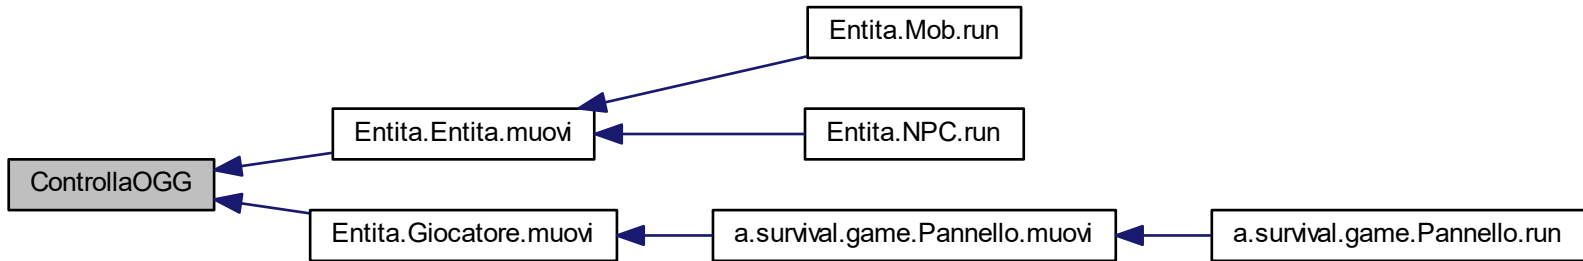 Entita.Mob.run
Entita.Entita.muovi
Entita.NPC.run
ControllaOGG
Entita.Giocatore.muovi
a.survival.game.Pannello.muovi
a.survival.game.Pannello.run